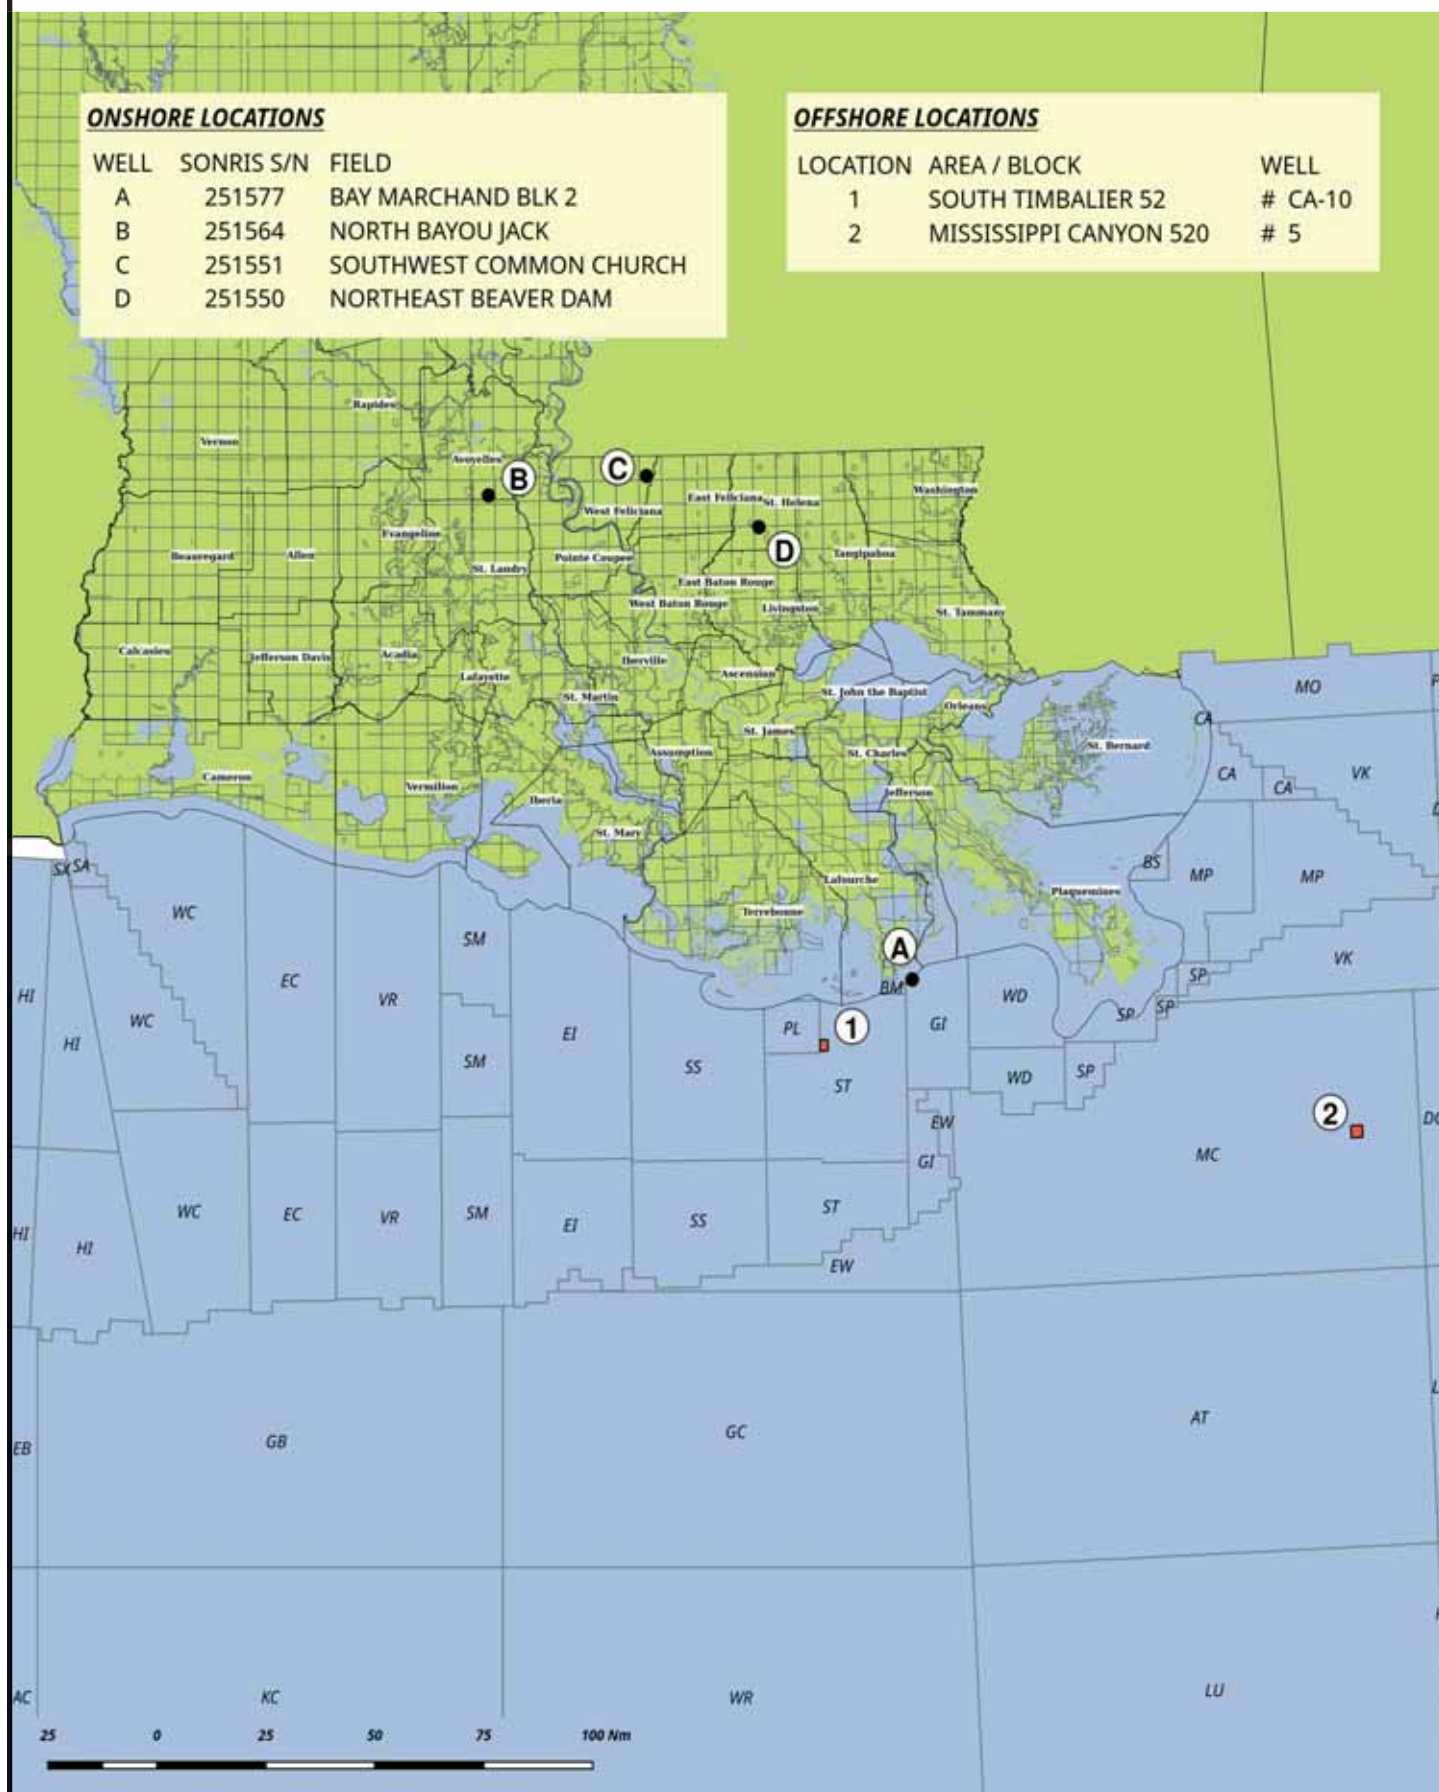 ONSHORE LOCATIONS
WELL SONRIS S/N FIELD
A 251577 BAY MARCHAND BLK 2
B 251564 NORTH BAYOU JACK
C 251551 SOUTHWEST COMMON CHURCH
D 251550 NORTHEAST BEAVER DAM
OFFSHORE LOCATIONS
LOCATION AREA / BLOCK WELL
1 SOUTH TIMBALIER 52 # CA-10
2 MISSISSIPPI CANYON 520 # 5
Rapides
Vernon
Avoyelles
B
C
East Feliciana
St. Helena
Washington
West Feliciana
Evangeline
D
Beauregard
Allen
Pointe Coupee
Tangipahoa
St. Landry
East Baton Rouge
West Baton Rouge
Livingston
St. Tammany
Calcasieu
Jefferson Davis
Acadia
Iberville
Lafayette
Ascension
St. Martin
St. John the Baptist
Orleans
MO
CA
St. James
Assumption
St. Charles
St. Bernard
Cameron
Vermilion
Iberia
Jefferson
CA
CA
VK
St. Mary
SX
SA
Lafourche
Plaquemines
BS
MP
MP
WC
Terrebonne
SM
A
BM
VK
SP
HI
EC
VR
WD
SP
SP
WC
EI
PL
1
GI
HI
SM
SS
ST
WD
SP
2
EW
MC
GI
WC
EC
VR
SM
EI
SS
ST
HI
HI
EW
AT
EB
GB
GC
AC
KC
WR
LU
25 0 25 50 75 100 Nm